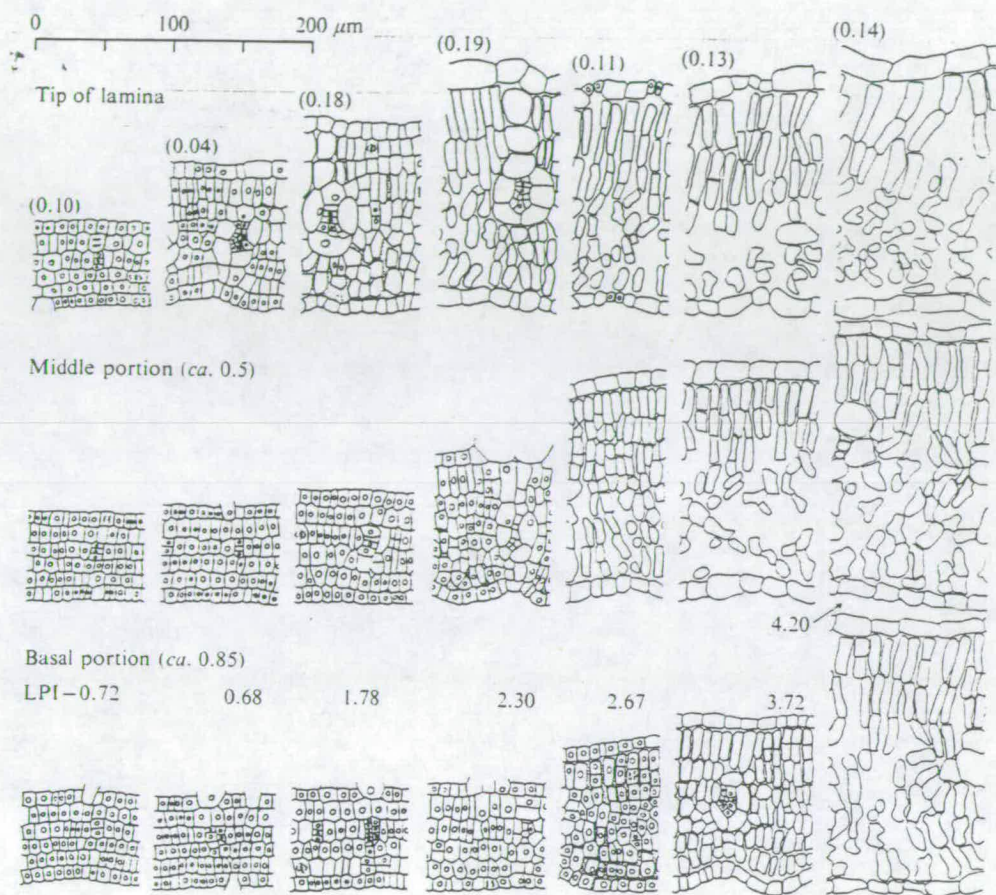 0 100 200 μm
Tip of lamina
(0.10) (0.04) (0.18) (0.19) (0.11) (0.13) (0.14)
Middle portion (ca. 0.5)
4.20
Basal portion (ca. 0.85)
LPI−0.72 0.68 1.78 2.30 2.67 3.72